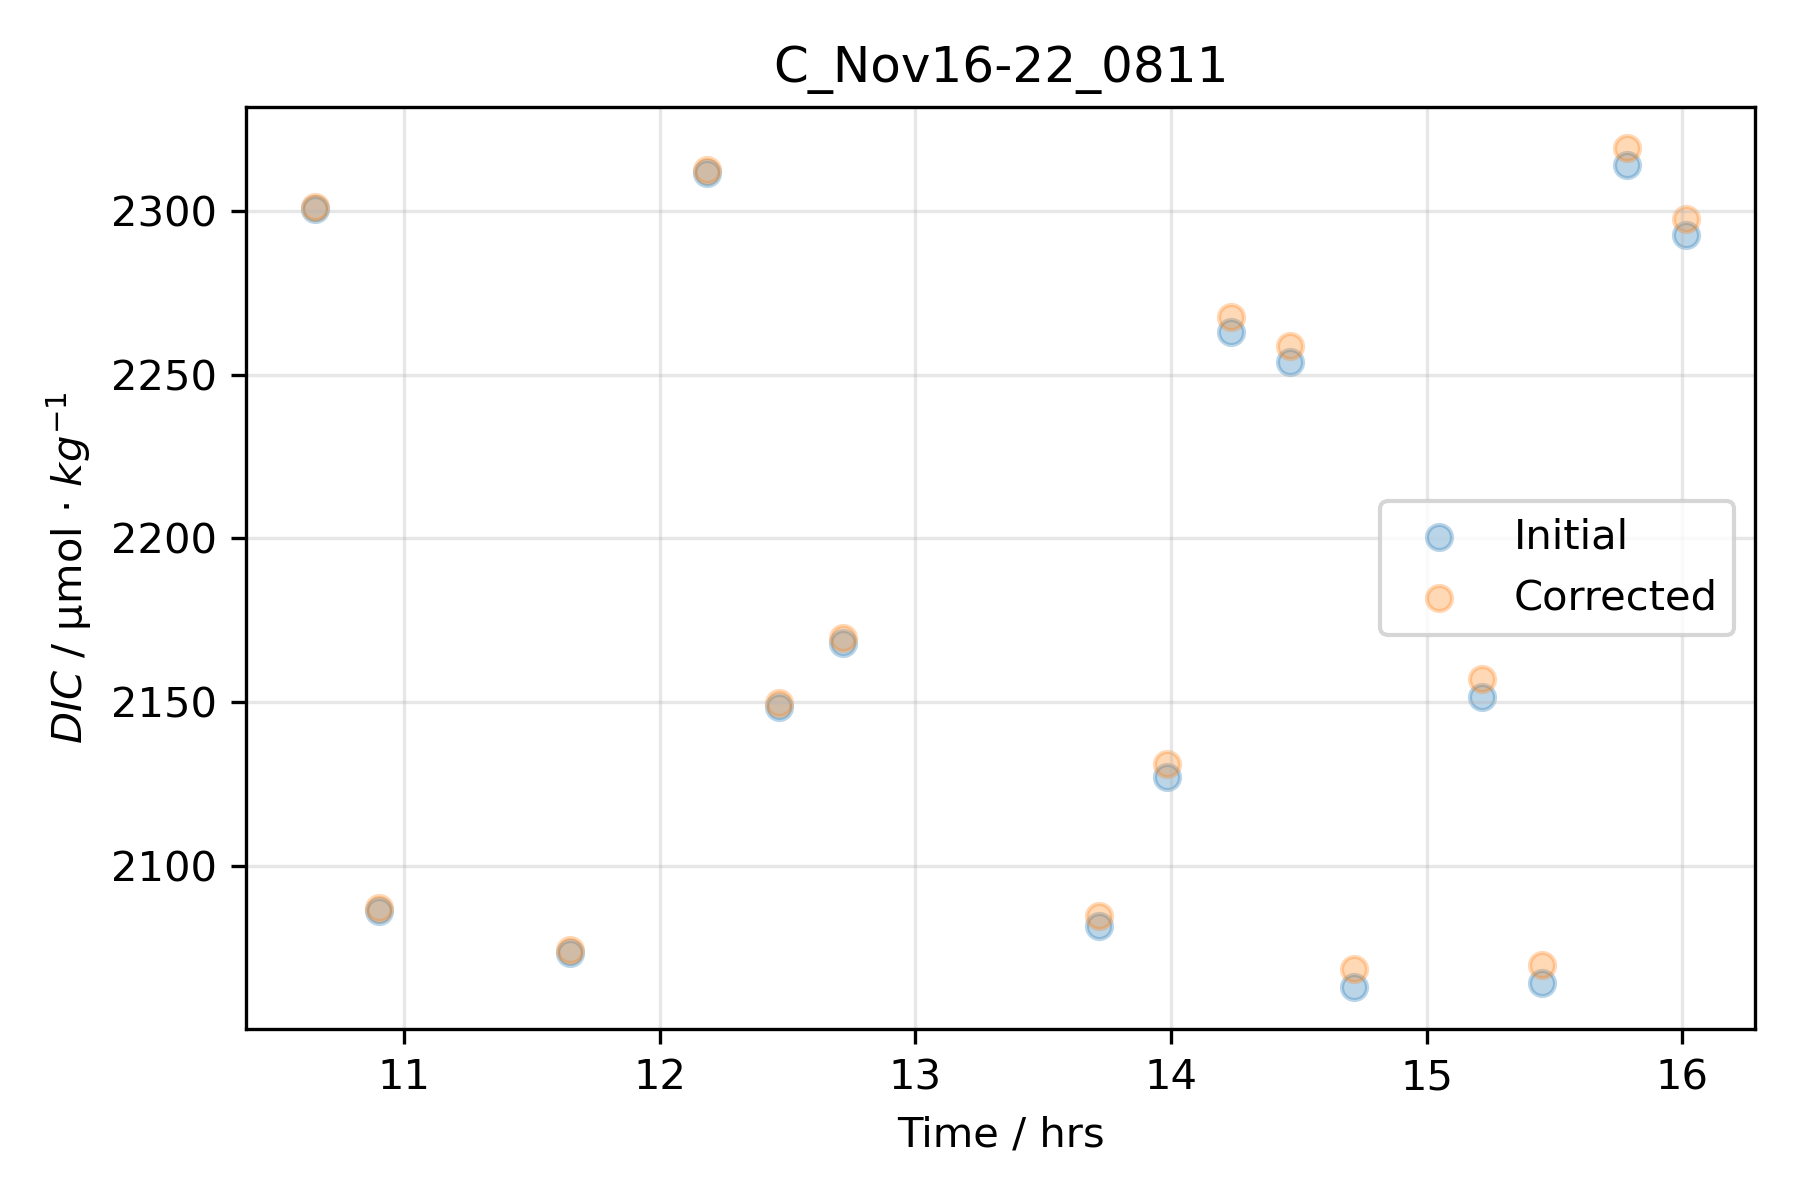 C_Nov16-22_0811
DIC / μmol · kg⁻¹
2300
2250
2200
2150
2100
Initial
Corrected
11 12 13 14 15 16
Time / hrs